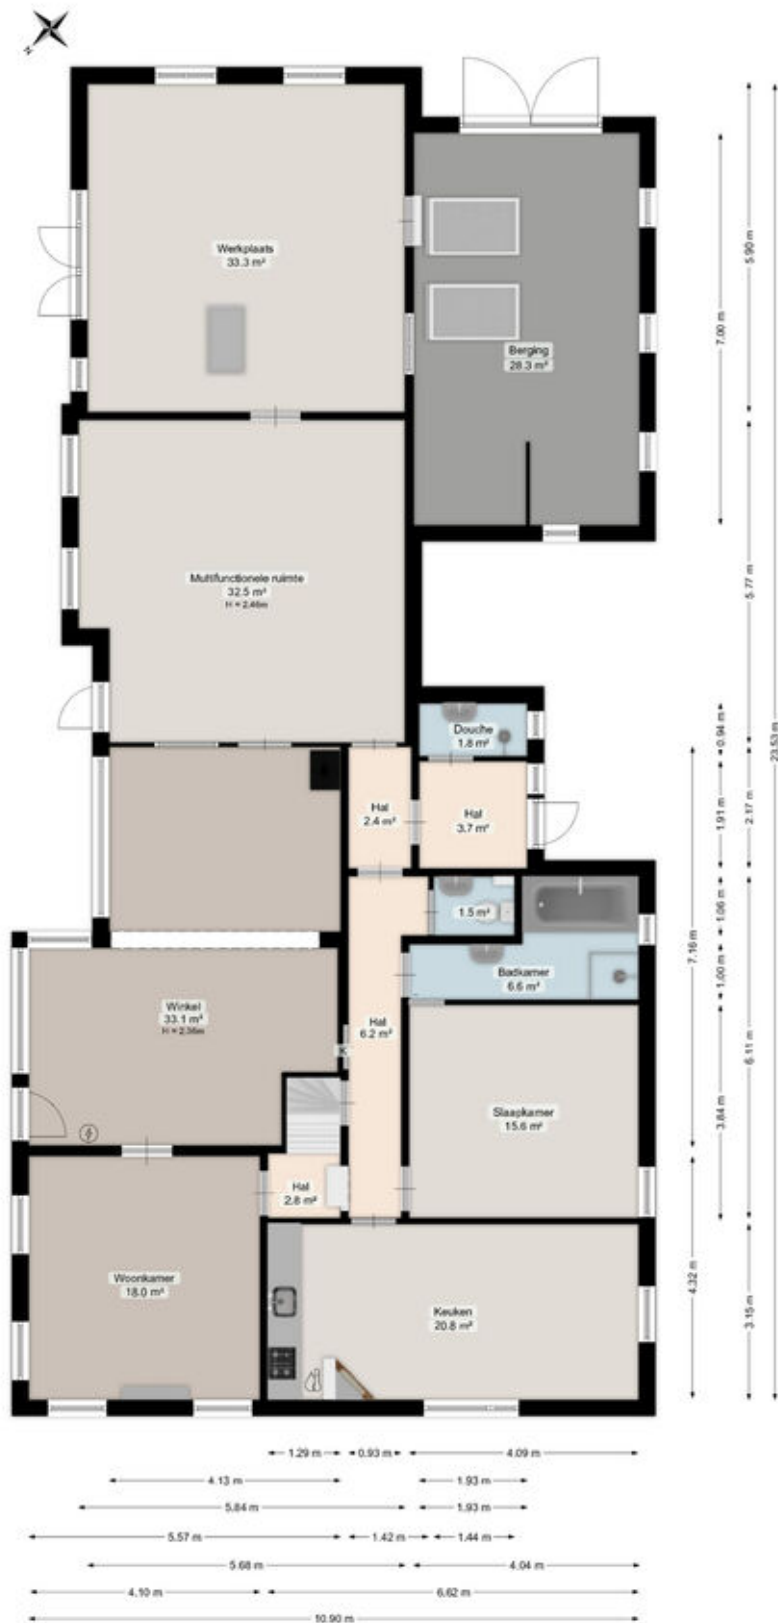 N
Werkplaats
33.3 m²
Berging
28.3 m²
5.90 m
7.00 m
Multifunctionele ruimte
32.5 m²
H = 2.46m
5.77 m
23.53 m
Douche
1.8 m²
0.94 m
Hal
2.4 m²
Hal
3.7 m²
1.91 m
2.17 m
1.5 m²
1.06 m
7.16 m
Badkamer
6.6 m²
1.00 m
Winkel
33.1 m²
H = 2.36m
Hal
6.2 m²
K
6.11 m
Slaapkamer
15.6 m²
3.84 m
Hal
2.8 m²
Woonkamer
18.0 m²
Keuken
20.8 m²
4.32 m
3.15 m
1.29 m 0.93 m 4.09 m
4.13 m 1.93 m
5.84 m 1.93 m
5.57 m 1.42 m 1.44 m
5.68 m 4.04 m
4.10 m 6.62 m
10.90 m